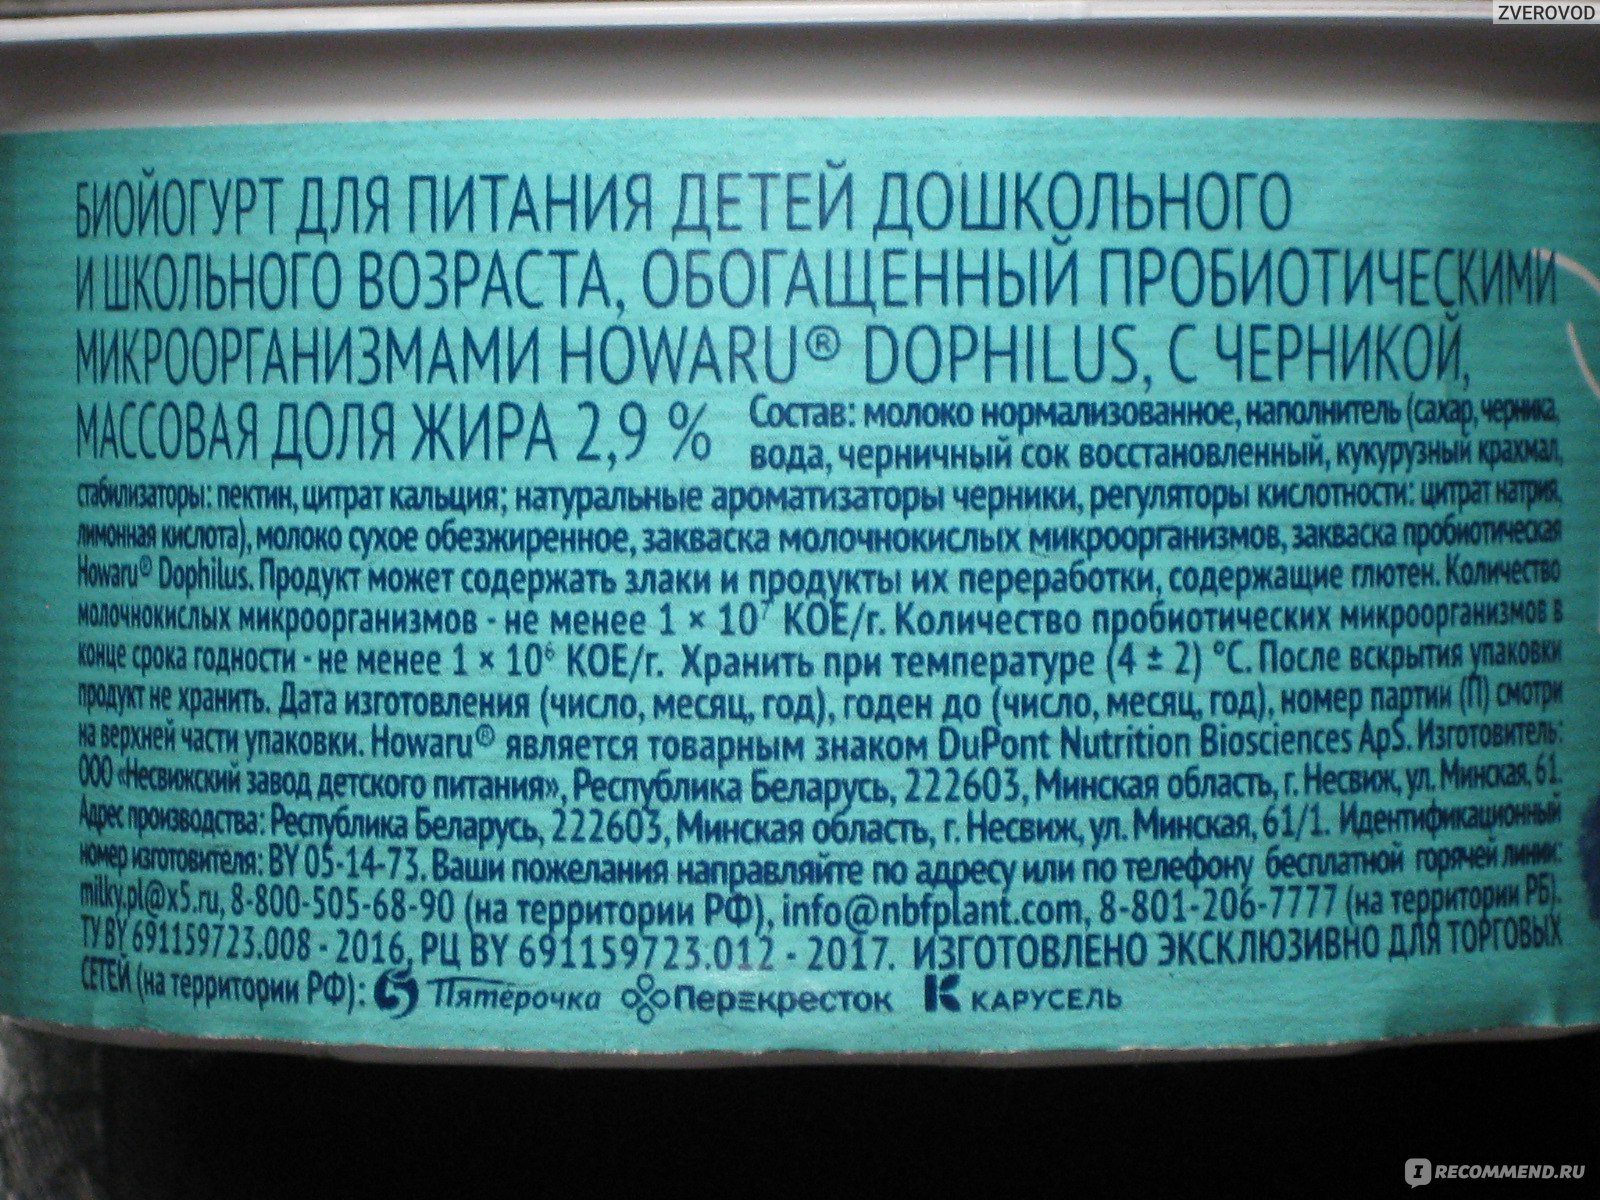 ZVEROVOD
БИОЙОГУРТ ДЛЯ ПИТАНИЯ ДЕТЕЙ ДОШКОЛЬНОГО
И ШКОЛЬНОГО ВОЗРАСТА, ОБОГАЩЕННЫЙ ПРОБИОТИЧЕСКИМИ
МИКРООРГАНИЗМАМИ HOWARU® DOPHILUS, С ЧЕРНИКОЙ,
МАССОВАЯ ДОЛЯ ЖИРА 2,9 %
Состав: молоко нормализованное, наполнитель (сахар, черника,
вода, черничный сок восстановленный, кукурузный крахмал,
стабилизаторы: пектин, цитрат кальция; натуральные ароматизаторы черники, регуляторы кислотности: цитрат натрия,
лимонная кислота), молоко сухое обезжиренное, закваска молочнокислых микроорганизмов, закваска пробиотическая
Howaru® Dophilus. Продукт может содержать злаки и продукты их переработки, содержащие глютен. Количество
молочнокислых микроорганизмов - не менее 1 × 10⁷ КОЕ/г. Количество пробиотических микроорганизмов в
конце срока годности - не менее 1 × 10⁶ КОЕ/г. Хранить при температуре (4 ± 2) °С. После вскрытия упаковки
продукт не хранить. Дата изготовления (число, месяц, год), годен до (число, месяц, год), номер партии (П) смотри
на верхней части упаковки. Howaru® является товарным знаком DuPont Nutrition Biosciences ApS. Изготовитель:
ООО «Несвижский завод детского питания», Республика Беларусь, 222603, Минская область, г. Несвиж, ул. Минская, 61.
Адрес производства: Республика Беларусь, 222603, Минская область, г. Несвиж, ул. Минская, 61/1. Идентификационный
номер изготовителя: BY 05-14-73. Ваши пожелания направляйте по адресу или по телефону бесплатной горячей линии:
milky.pl@x5.ru, 8-800-505-68-90 (на территории РФ), info@nbfplant.com, 8-801-206-7777 (на территории РБ).
ТУ BY 691159723.008 - 2016, РЦ BY 691159723.012 - 2017. ИЗГОТОВЛЕНО ЭКСКЛЮЗИВНО ДЛЯ ТОРГОВЫХ
СЕТЕЙ (на территории РФ): 5 Пятёрочка Перекресток К КАРУСЕЛЬ
IRECOMMEND.RU